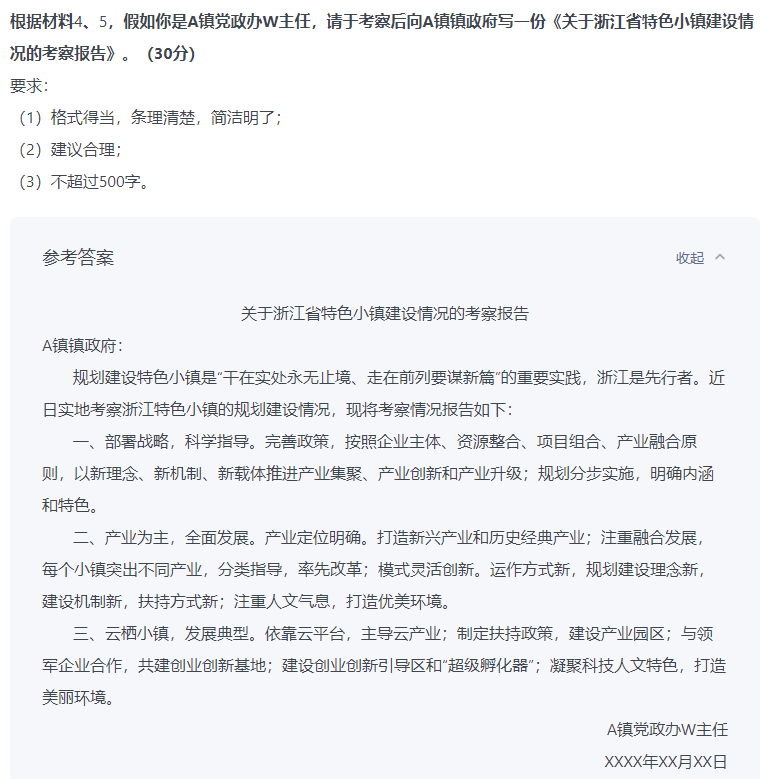 根据材料4、5，假如你是A镇党政办W主任，请于考察后向A镇镇政府写一份《关于浙江省特色小镇建设情
况的考察报告》。（30分）
要求：
（1）格式得当，条理清楚，简洁明了；
（2）建议合理；
（3）不超过500字。
参考答案
收起
关于浙江省特色小镇建设情况的考察报告
A镇镇政府：
规划建设特色小镇是“干在实处永无止境、走在前列要谋新篇”的重要实践，浙江是先行者。近
日实地考察浙江特色小镇的规划建设情况，现将考察情况报告如下：
一、部署战略，科学指导。完善政策，按照企业主体、资源整合、项目组合、产业融合原
则，以新理念、新机制、新载体推进产业集聚、产业创新和产业升级；规划分步实施，明确内涵
和特色。
二、产业为主，全面发展。产业定位明确。打造新兴产业和历史经典产业；注重融合发展，
每个小镇突出不同产业，分类指导，率先改革；模式灵活创新。运作方式新，规划建设理念新，
建设机制新，扶持方式新；注重人文气息，打造优美环境。
三、云栖小镇，发展典型。依靠云平台，主导云产业；制定扶持政策，建设产业园区；与领
军企业合作，共建创业创新基地；建设创业创新引导区和“超级孵化器”；凝聚科技人文特色，打造
美丽环境。
A镇党政办W主任
XXXX年XX月XX日